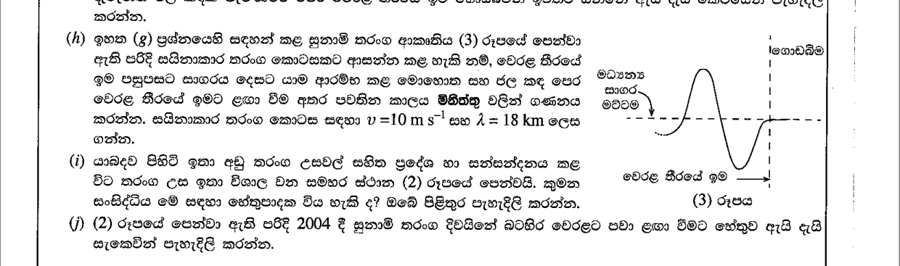 කරන්න.
(h) ඉහත (g) ප්‍රශ්නයෙහි සඳහන් කළ සුනාමි තරංග ආකෘතිය (3) රූපයේ පෙන්වා
ඇති පරිදි සයිනාකාර තරංග කොටසකට ආසන්න කළ හැකි නම්, වෙරළ තීරයේ
ඉම පසුපසට සාගරය දෙසට යාම ආරම්භ කළ මොහොත සහ ජල කඳ පෙර
වෙරළ තීරයේ ඉමට ළඟා වීම අතර පවතින කාලය මිනිත්තු වලින් ගණනය
කරන්න. සයිනාකාර තරංග කොටස සඳහා v =10 m s⁻¹ සහ λ = 18 km ලෙස
ගන්න.
ගොඩබිම
මධ්‍යන්‍ය
සාගර
මට්ටම
වෙරළ තීරයේ ඉම
(3) රූපය
(i) යාබදව පිහිටි ඉතා අඩු තරංග උසවල් සහිත ප්‍රදේශ හා සන්සන්දනය කළ
විට තරංග උස ඉතා විශාල වන සමහර ස්ථාන (2) රූපයේ පෙන්වයි. කුමන
සංසිද්ධිය මේ සඳහා හේතුපාදක විය හැකි ද? ඔබේ පිළිතුර පැහැදිලි කරන්න.
(j) (2) රූපයේ පෙන්වා ඇති පරිදි 2004 දී සුනාමි තරංග දිවයිනේ බටහිර වෙරළට පවා ළඟා වීමට හේතුව ඇයි දැයි
සැකෙවින් පැහැදිලි කරන්න.